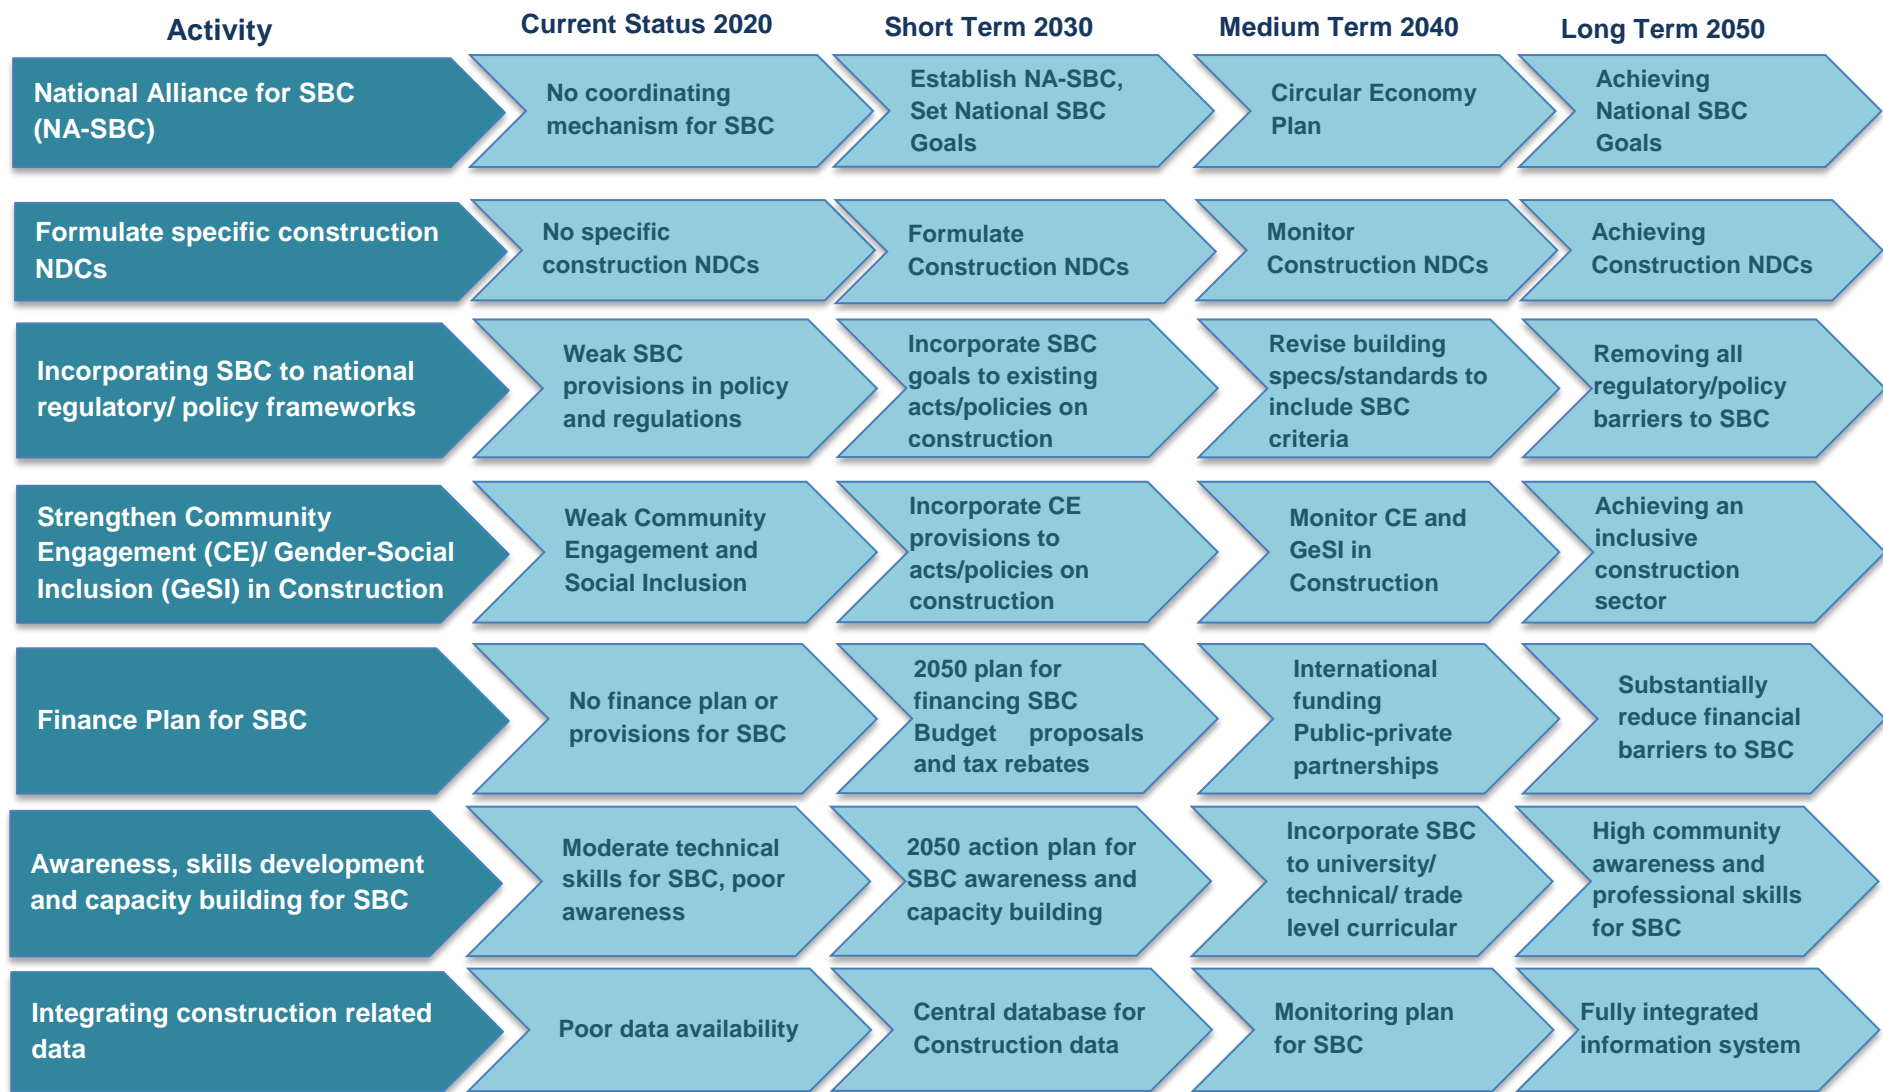 Activity
Current Status 2020
Short Term 2030
Medium Term 2040
Long Term 2050
National Alliance for SBC
(NA-SBC)
No coordinating
mechanism for SBC
Establish NA-SBC,
Set National SBC
Goals
Circular Economy
Plan
Achieving
National SBC
Goals
Formulate specific construction
NDCs
No specific
construction NDCs
Formulate
Construction NDCs
Monitor
Construction NDCs
Achieving
Construction NDCs
Incorporating SBC to national
regulatory/ policy frameworks
Weak SBC
provisions in policy
and regulations
Incorporate SBC
goals to existing
acts/policies on
construction
Revise building
specs/standards to
include SBC
criteria
Removing all
regulatory/policy
barriers to SBC
Strengthen Community
Engagement (CE)/ Gender-Social
Inclusion (GeSI) in Construction
Weak Community
Engagement and
Social Inclusion
Incorporate CE
provisions to
acts/policies on
construction
Monitor CE and
GeSI in
Construction
Achieving an
inclusive
construction
sector
Finance Plan for SBC
No finance plan or
provisions for SBC
2050 plan for
financing SBC
Budget proposals
and tax rebates
International
funding
Public-private
partnerships
Substantially
reduce financial
barriers to SBC
Awareness, skills development
and capacity building for SBC
Moderate technical
skills for SBC, poor
awareness
2050 action plan for
SBC awareness and
capacity building
Incorporate SBC
to university/
technical/ trade
level curricular
High community
awareness and
professional skills
for SBC
Integrating construction related
data
Poor data availability
Central database for
Construction data
Monitoring plan
for SBC
Fully integrated
information system